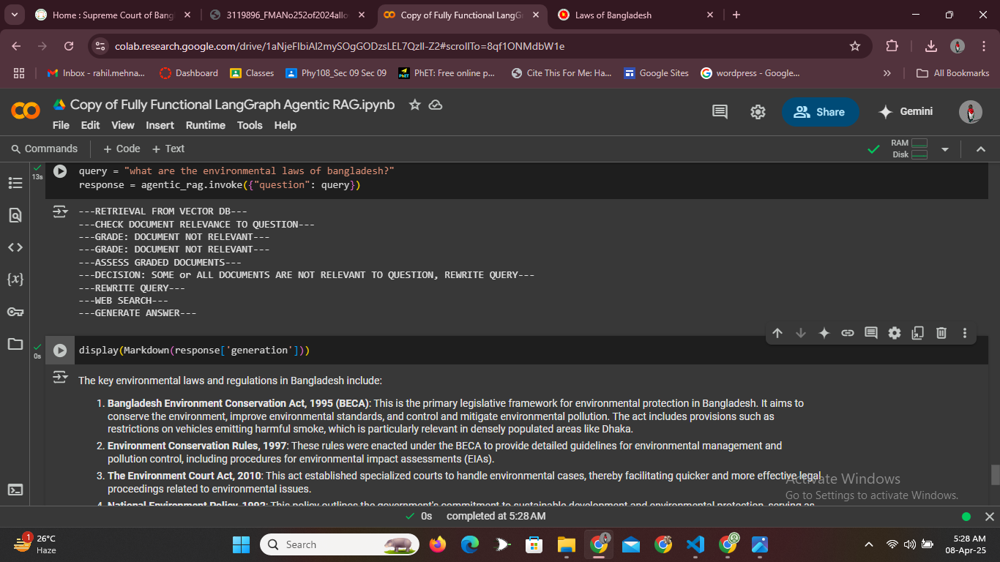 Home : Supreme Court of Bang
3119896_FMANo252of2024allo
Copy of Fully Functional LangG
Laws of Bangladesh
colab.research.google.com/drive/1aNjeFIbiAI2mySOgGODzsLEL7QzII-Z2#scrollTo=8qf1ONMdbW1e
Inbox - rahil.mehna...
Dashboard
Classes
Phy108_Sec 09 Sec 09
PhET: Free online p...
Cite This For Me: Ha...
Google Sites
wordpress - Google...
All Bookmarks
Copy of Fully Functional LangGraph Agentic RAG.ipynb
File Edit View Insert Runtime Tools Help
Share
Gemini
Commands + Code + Text
RAM
Disk
13s
query = "what are the environmental laws of bangladesh?"
response = agentic_rag.invoke({"question": query})
---RETRIEVAL FROM VECTOR DB---
---CHECK DOCUMENT RELEVANCE TO QUESTION---
---GRADE: DOCUMENT NOT RELEVANT---
---GRADE: DOCUMENT NOT RELEVANT---
---ASSESS GRADED DOCUMENTS---
---DECISION: SOME or ALL DOCUMENTS ARE NOT RELEVANT TO QUESTION, REWRITE QUERY---
---REWRITE QUERY---
---WEB SEARCH---
---GENERATE ANSWER---
0s
display(Markdown(response['generation']))
The key environmental laws and regulations in Bangladesh include:
1. Bangladesh Environment Conservation Act, 1995 (BECA): This is the primary legislative framework for environmental protection in Bangladesh. It aims to
conserve the environment, improve environmental standards, and control and mitigate environmental pollution. The act includes provisions such as
restrictions on vehicles emitting harmful smoke, which is particularly relevant in densely populated areas like Dhaka.
2. Environment Conservation Rules, 1997: These rules were enacted under the BECA to provide detailed guidelines for environmental management and
pollution control, including procedures for environmental impact assessments (EIAs).
3. The Environment Court Act, 2010: This act established specialized courts to handle environmental cases, thereby facilitating quicker and more effective legal
proceedings related to environmental issues.
4. National Environment Policy, 1992: This policy outlines the government's commitment to sustainable development and environmental protection, serving as
Activate Windows
Go to Settings to activate Windows.
0s completed at 5:28 AM
1
26°C
Haze
Search
5:28 AM
08-Apr-25